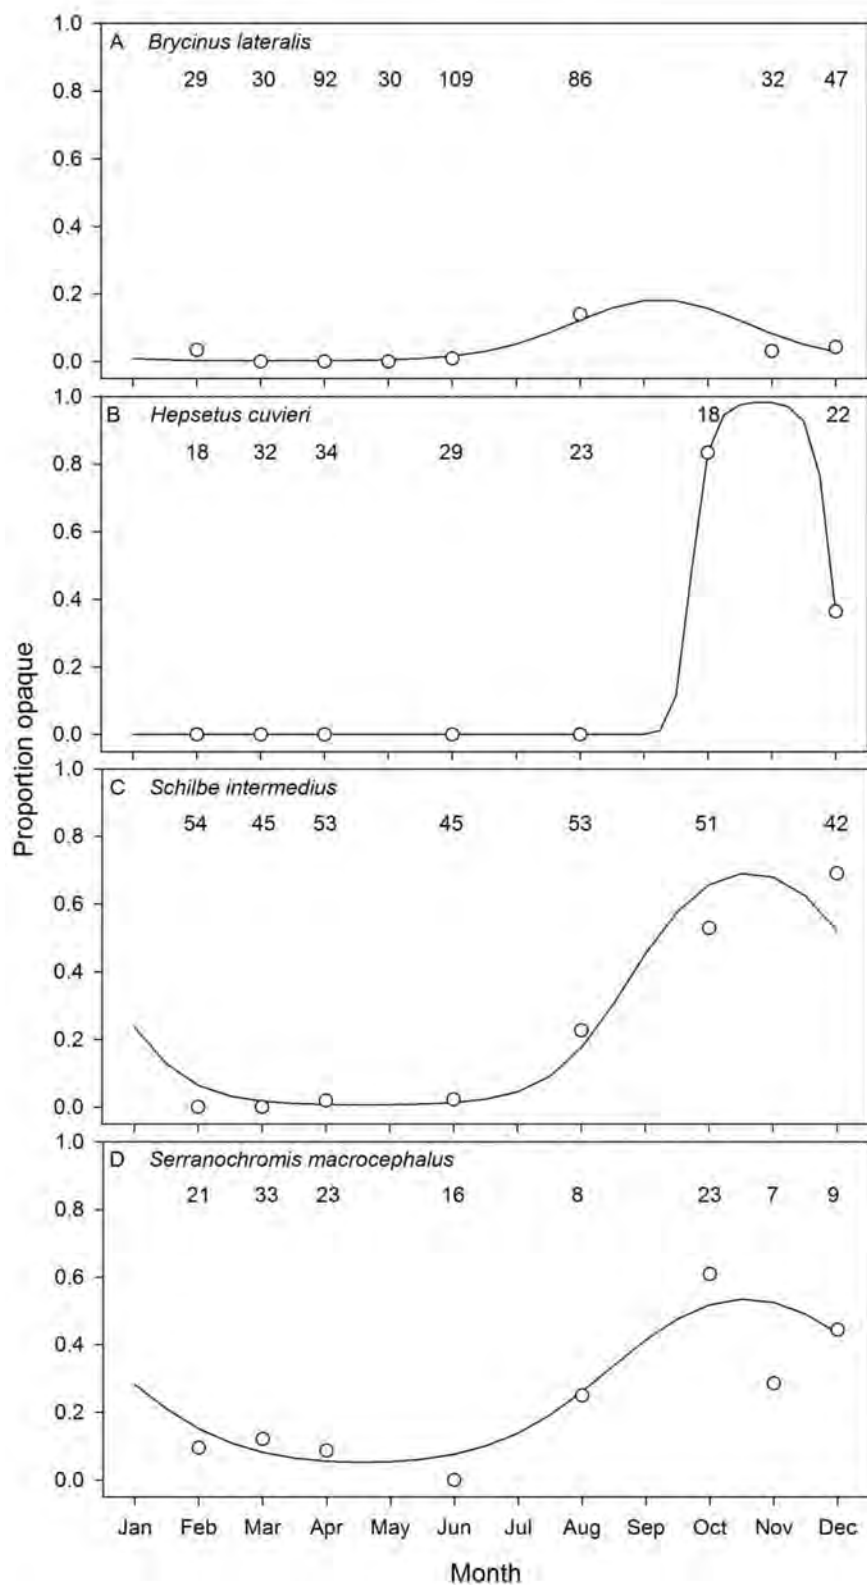 1.0
A Brycinus lateralis
29 30 92 30 109 86 32 47
0.8
0.6
0.4
0.2
0.0
1.0
B Hepsetus cuvieri
18 22
18 32 34 29 23
0.8
0.6
0.4
0.2
0.0
1.0
C Schilbe intermedius
54 45 53 45 53 51 42
0.8
0.6
0.4
0.2
0.0
1.0
D Serranochromis macrocephalus
21 33 23 16 8 23 7 9
0.8
0.6
0.4
0.2
0.0
Proportion opaque
Jan Feb Mar Apr May Jun Jul Aug Sep Oct Nov Dec
Month